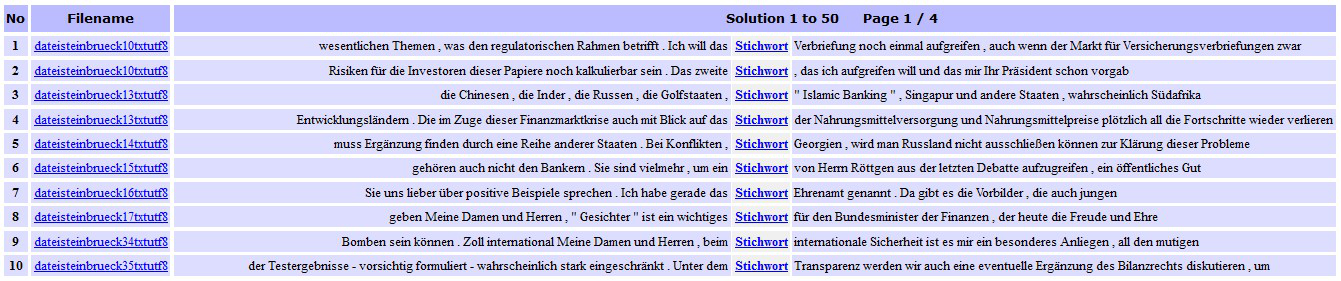 No Filename Solution 1 to 50 Page 1 / 4
1 dateisteinbrueck10txtutf8 wesentlichen Themen , was den regulatorischen Rahmen betrifft . Ich will das Stichwort Verbriefung noch einmal aufgreifen , auch wenn der Markt für Versicherungsverbriefungen zwar
2 dateisteinbrueck10txtutf8 Risiken für die Investoren dieser Papiere noch kalkulierbar sein . Das zweite Stichwort , das ich aufgreifen will und das mir Ihr Präsident schon vorgab
3 dateisteinbrueck13txtutf8 die Chinesen , die Inder , die Russen , die Golfstaaten , Stichwort " Islamic Banking " , Singapur und andere Staaten , wahrscheinlich Südafrika
4 dateisteinbrueck13txtutf8 Entwicklungsländern . Die im Zuge dieser Finanzmarktkrise auch mit Blick auf das Stichwort der Nahrungsmittelversorgung und Nahrungsmittelpreise plötzlich all die Fortschritte wieder verlieren
5 dateisteinbrueck14txtutf8 muss Ergänzung finden durch eine Reihe anderer Staaten . Bei Konflikten , Stichwort Georgien , wird man Russland nicht ausschließen können zur Klärung dieser Probleme
6 dateisteinbrueck15txtutf8 gehören auch nicht den Bankern . Sie sind vielmehr , um ein Stichwort von Herrn Röttgen aus der letzten Debatte aufzugreifen , ein öffentliches Gut
7 dateisteinbrueck16txtutf8 Sie uns lieber über positive Beispiele sprechen . Ich habe gerade das Stichwort Ehrenamt genannt . Da gibt es die Vorbilder , die auch jungen
8 dateisteinbrueck17txtutf8 geben Meine Damen und Herren , " Gesichter " ist ein wichtiges Stichwort für den Bundesminister der Finanzen , der heute die Freude und Ehre
9 dateisteinbrueck34txtutf8 Bomben sein können . Zoll international Meine Damen und Herren , beim Stichwort internationale Sicherheit ist es mir ein besonderes Anliegen , all den mutigen
10 dateisteinbrueck35txtutf8 der Testergebnisse - vorsichtig formuliert - wahrscheinlich stark eingeschränkt . Unter dem Stichwort Transparenz werden wir auch eine eventuelle Ergänzung des Bilanzrechts diskutieren , um